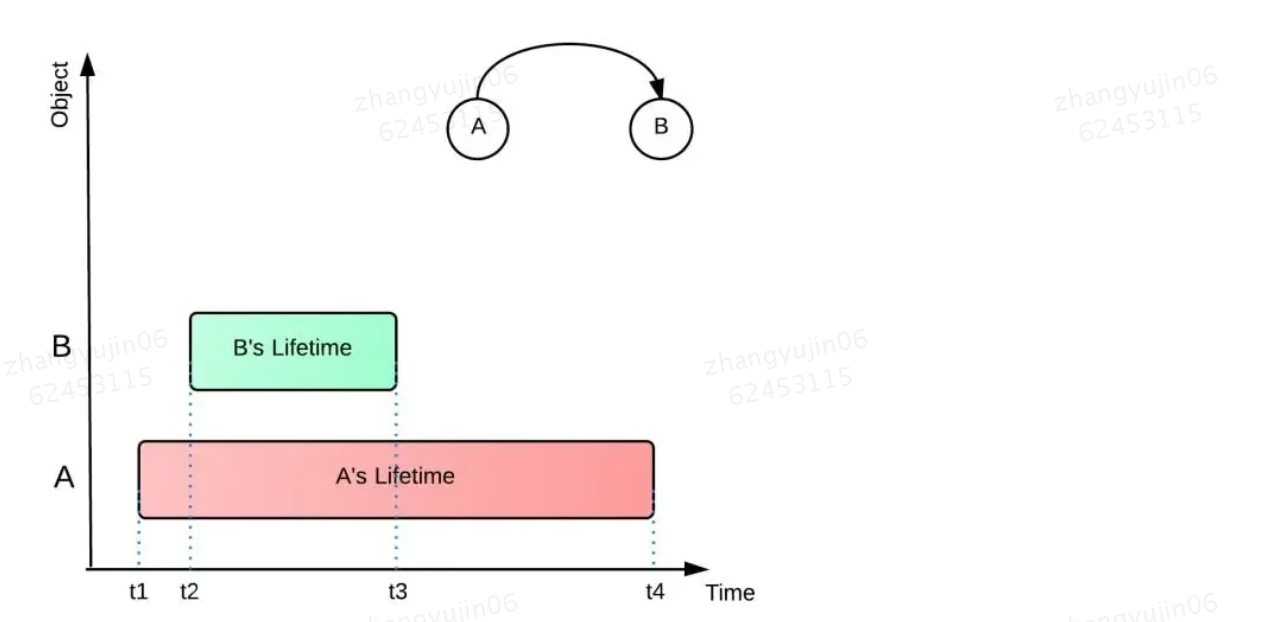 Object
A
B
zhangyujin06
62453115
zhangyujin06
62453115
B
B's Lifetime
zhangyujin06
62453115
zhangyujin06
62453115
A
A's Lifetime
t1
t2
t3
t4
Time
zhangyujin06
zhangyujin06